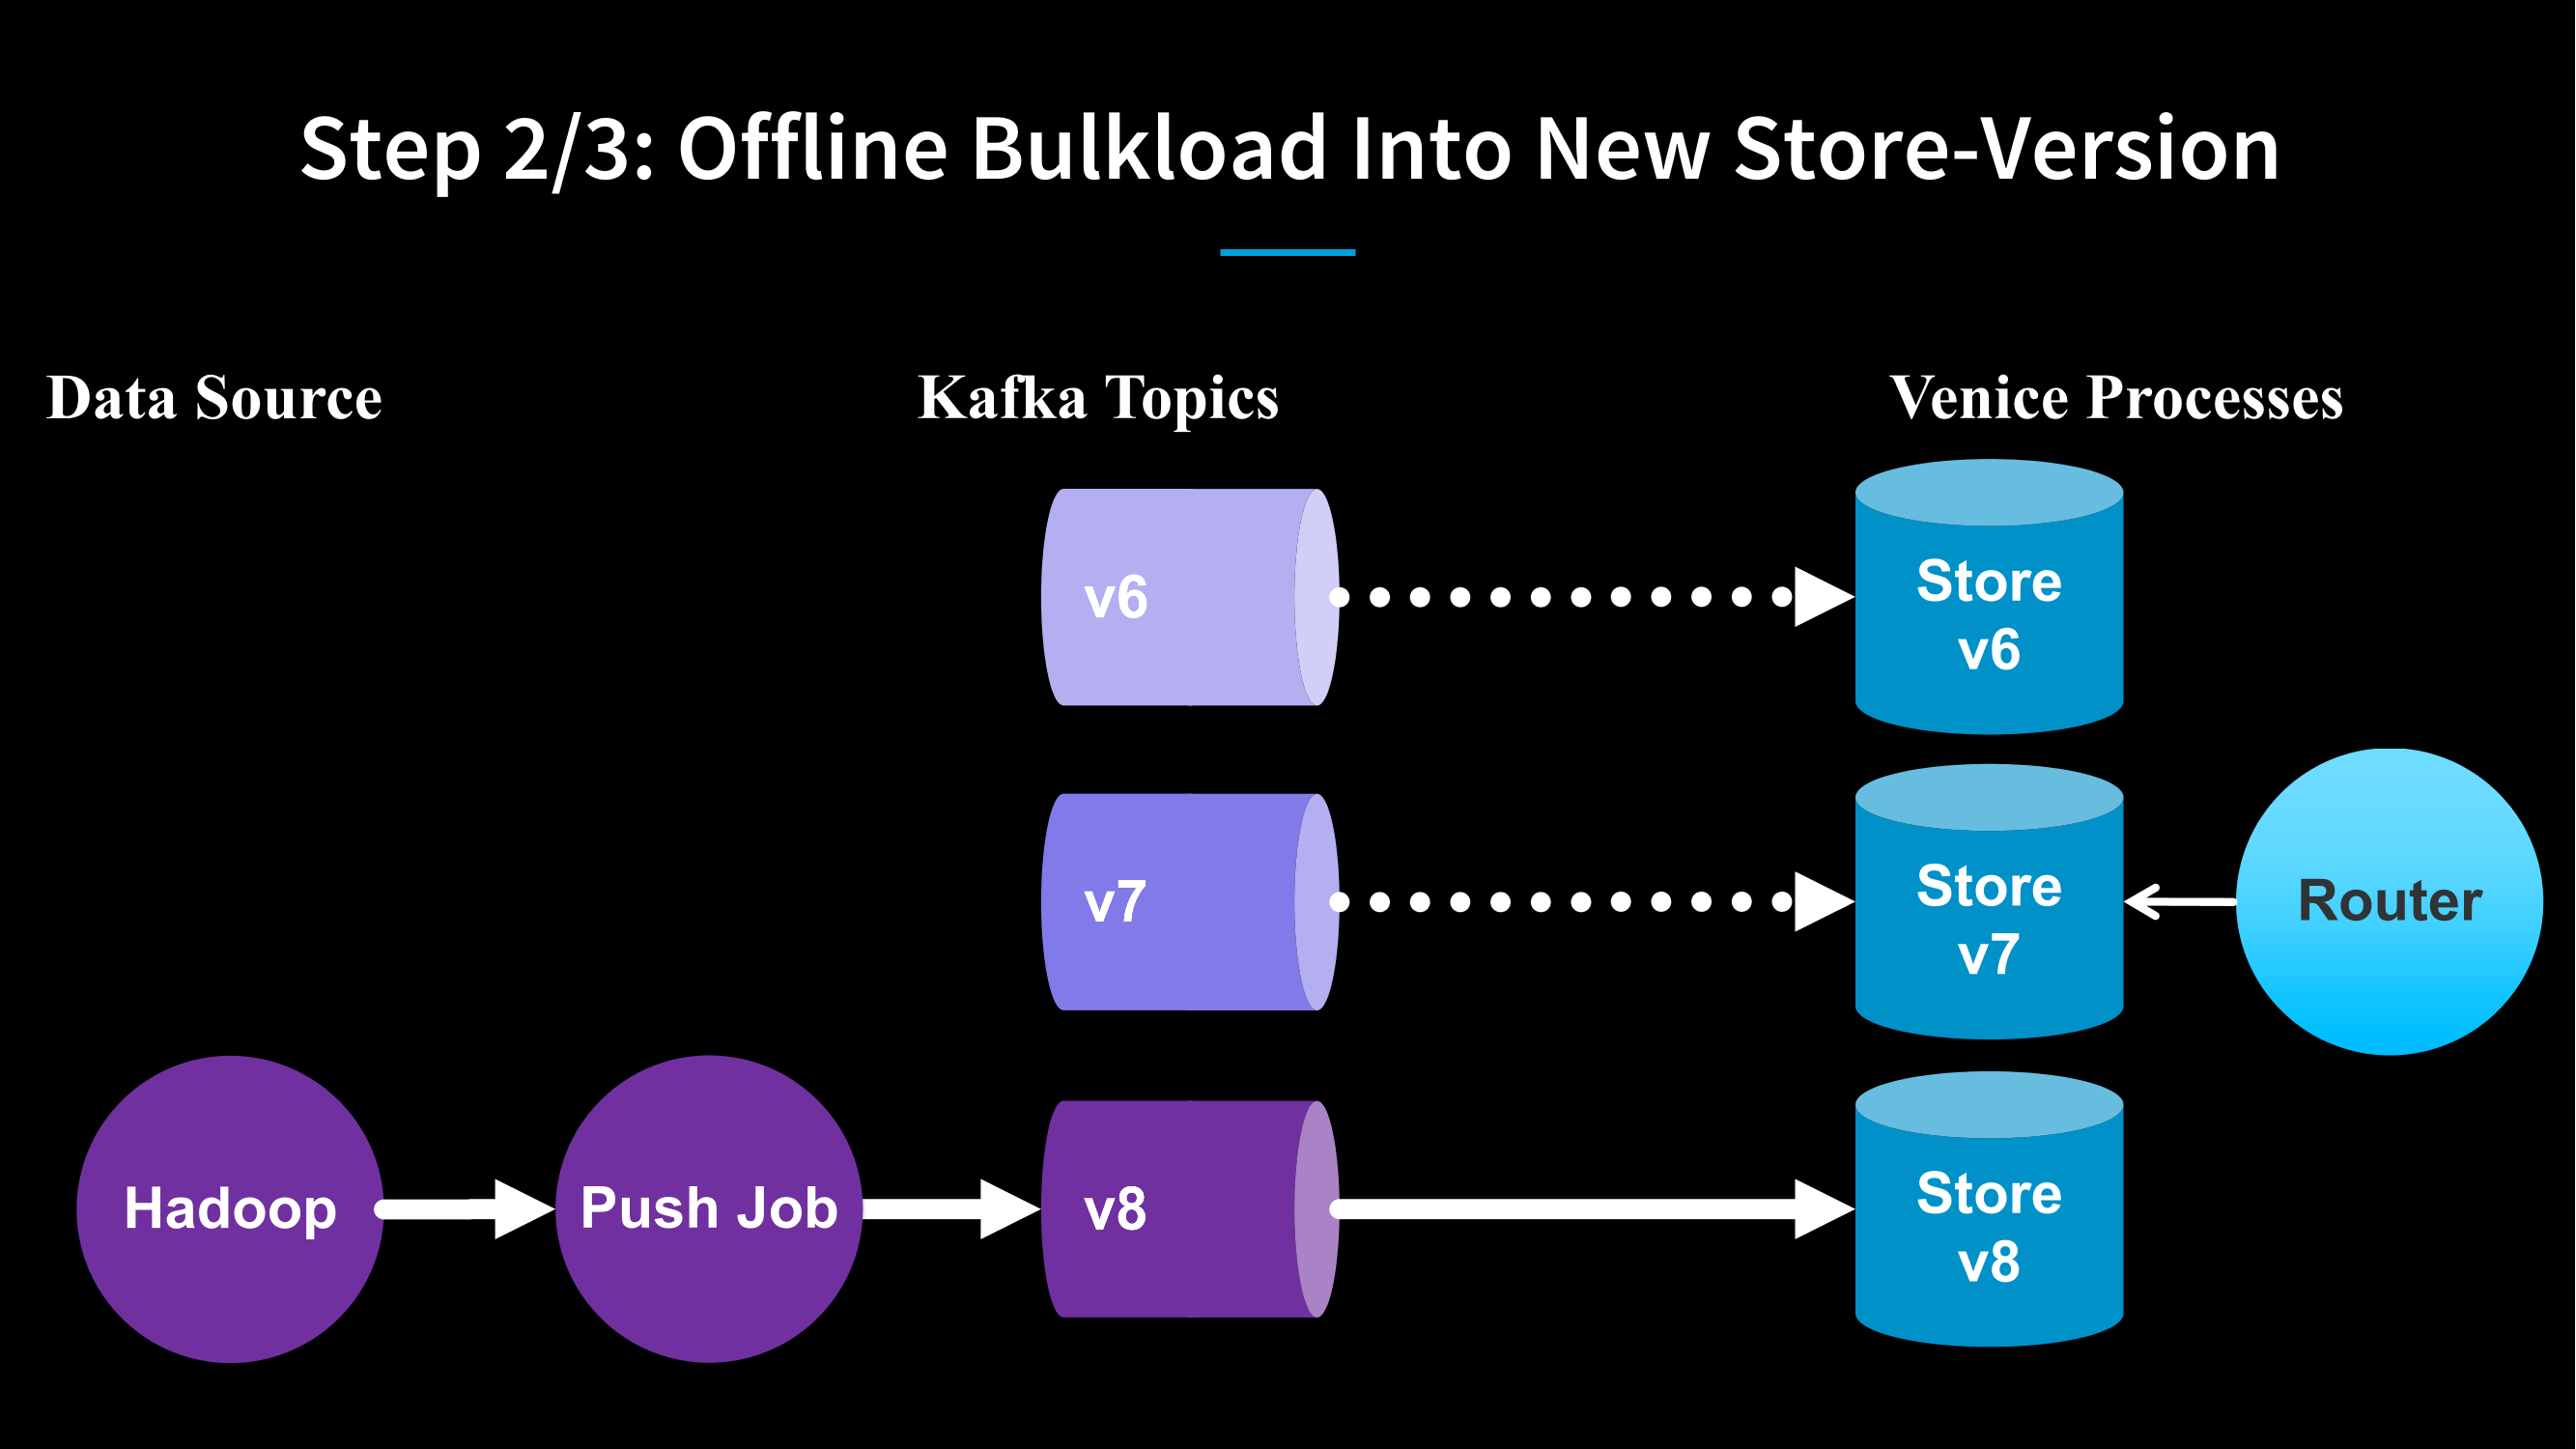 Step 2/3: Offline Bulkload Into New Store-Version
Data Source
Kafka Topics
Venice Processes
v6
Store
v6
v7
Store
v7
Router
Hadoop
Push Job
v8
Store
v8